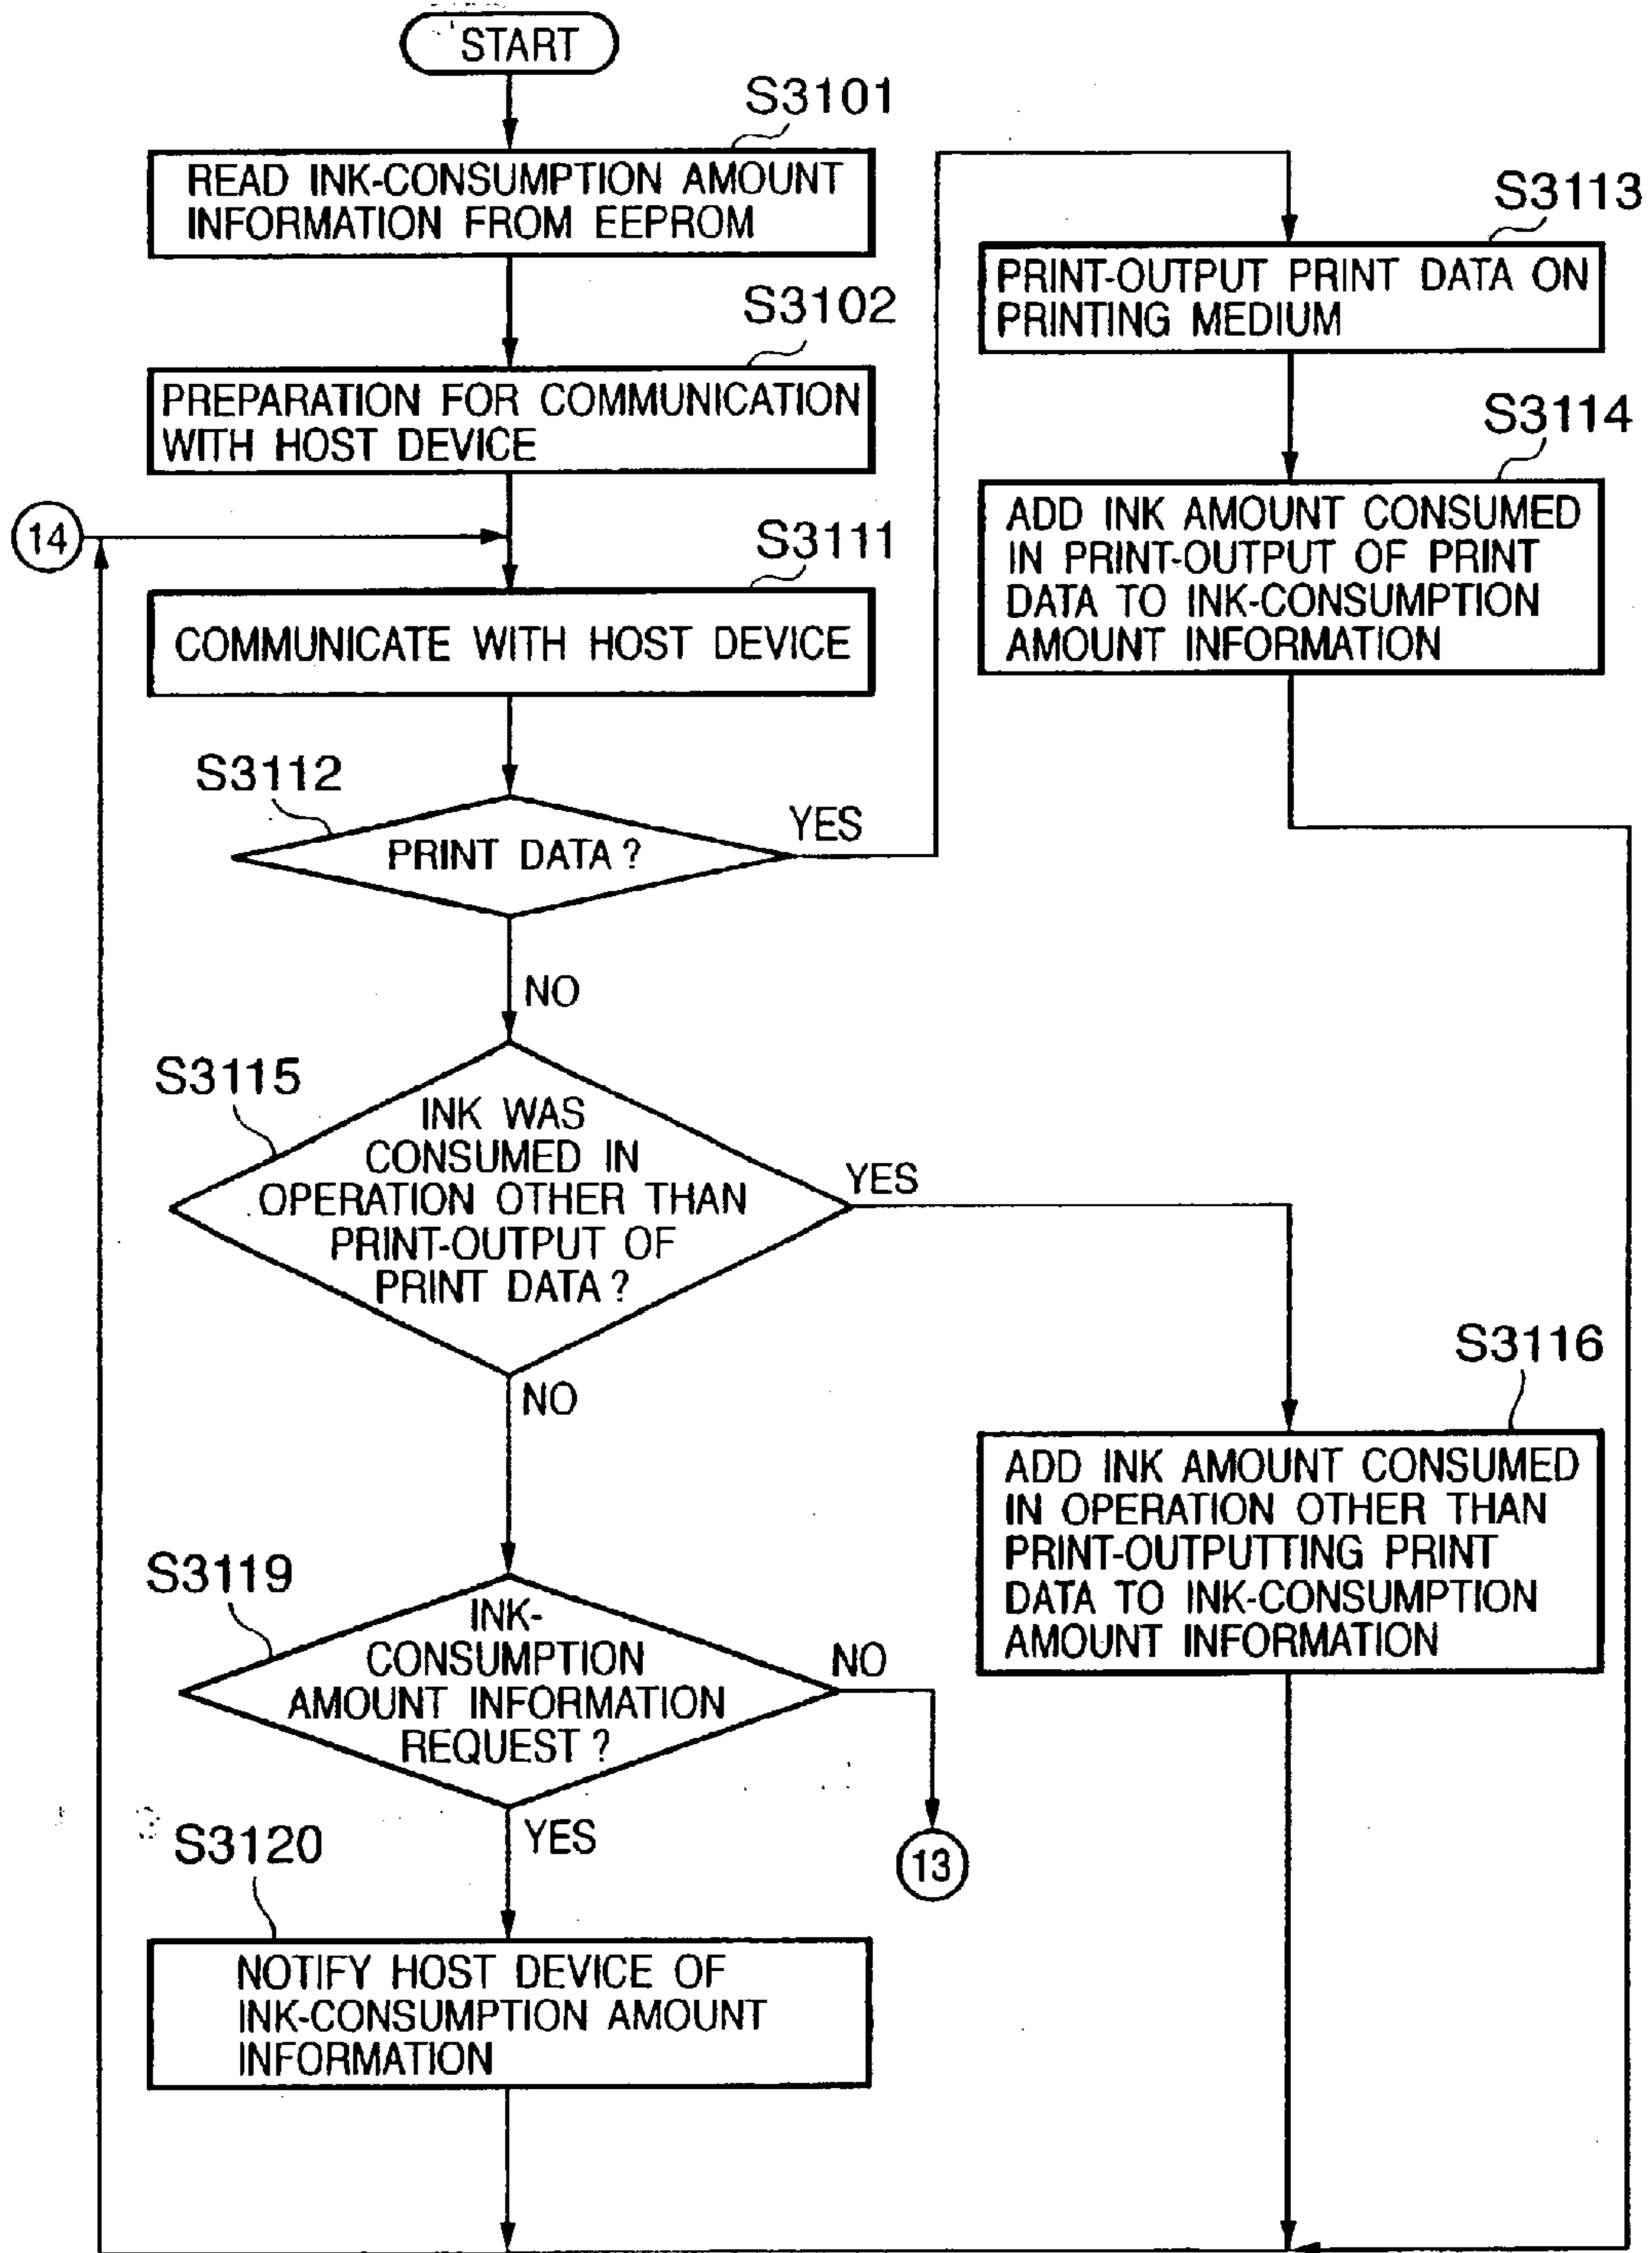 START
S3101
READ INK-CONSUMPTION AMOUNT
INFORMATION FROM EEPROM
S3102
PREPARATION FOR COMMUNICATION
WITH HOST DEVICE
14
S3111
COMMUNICATE WITH HOST DEVICE
S3112
PRINT DATA?
YES
NO
S3113
PRINT-OUTPUT PRINT DATA ON
PRINTING MEDIUM
S3114
ADD INK AMOUNT CONSUMED
IN PRINT-OUTPUT OF PRINT
DATA TO INK-CONSUMPTION
AMOUNT INFORMATION
S3115
INK WAS
CONSUMED IN
OPERATION OTHER THAN
PRINT-OUTPUT OF
PRINT DATA?
YES
NO
S3116
ADD INK AMOUNT CONSUMED
IN OPERATION OTHER THAN
PRINT-OUTPUTTING PRINT
DATA TO INK-CONSUMPTION
AMOUNT INFORMATION
S3119
INK-
CONSUMPTION
AMOUNT INFORMATION
REQUEST?
NO
13
YES
S3120
NOTIFY HOST DEVICE OF
INK-CONSUMPTION AMOUNT
INFORMATION